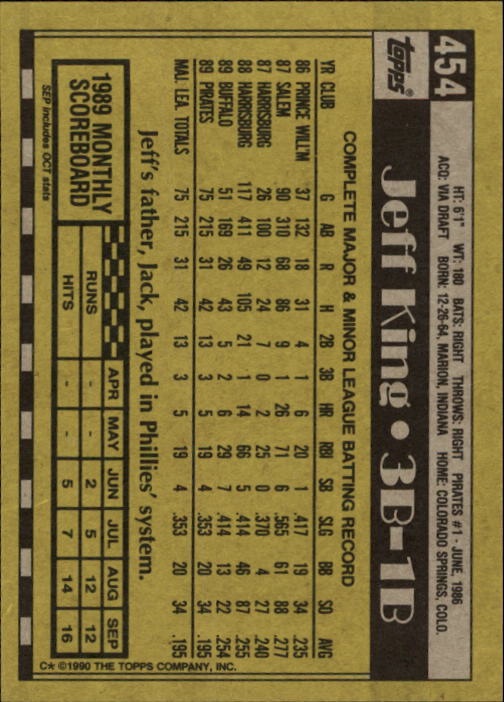 454
HT: 6'1" WT: 180 BATS: RIGHT THROWS: RIGHT PIRATES #1 - JUNE, 1986
ACQ: VIA DRAFT BORN: 12-26-64, MARION, INDIANA HOME: COLORADO SPRINGS, COLO.
topps®
Jeff King • 3B-1B
COMPLETE MAJOR & MINOR LEAGUE BATTING RECORD
YR CLUB G AB R H 2B 3B HR RBI SB SLG BB SO AVG
86 PRINCE WILL'M 37 132 18 31 4 1 6 20 1 .417 19 34 .235
87 SALEM 90 310 68 86 9 1 26 71 6 .565 61 88 .277
87 HARRISBURG 26 100 12 24 7 0 2 25 0 .370 4 27 .240
88 HARRISBURG 117 411 49 105 21 1 14 66 5 .414 46 87 .255
89 BUFFALO 51 169 26 43 5 2 6 29 7 .414 13 22 .254
89 PIRATES 75 215 31 42 13 3 5 19 4 .353 20 34 .195
MAJ. LEA. TOTALS 75 215 31 42 13 3 5 19 4 .353 20 34 .195
Jeff's father, Jack, played in Phillies' system.
1989 MONTHLY
SCOREBOARD
APR MAY JUN JUL AUG SEP
RUNS - - 2 5 12 12
HITS - - 5 7 14 16
SEP includes OCT stats
C* ©1990 THE TOPPS COMPANY, INC.